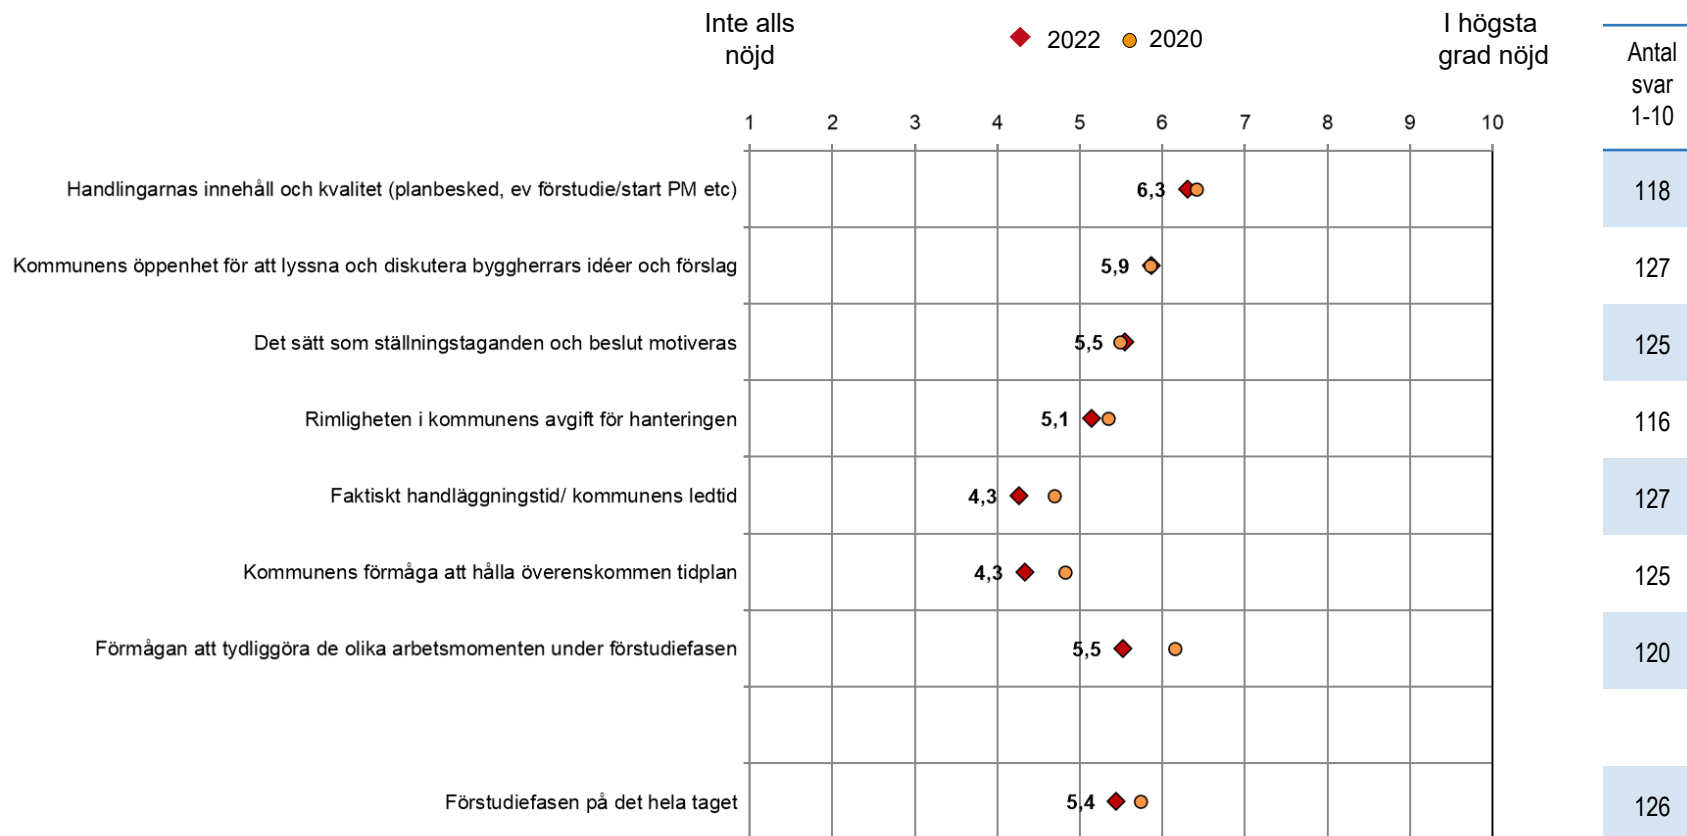 Inte alls
nöjd
2022
2020
I högsta
grad nöjd
Antal
svar
1-10
1 2 3 4 5 6 7 8 9 10
Handlingarnas innehåll och kvalitet (planbesked, ev förstudie/start PM etc) 6,3 118
Kommunens öppenhet för att lyssna och diskutera byggherrars idéer och förslag 5,9 127
Det sätt som ställningstaganden och beslut motiveras 5,5 125
Rimligheten i kommunens avgift för hanteringen 5,1 116
Faktiskt handläggningstid/ kommunens ledtid 4,3 127
Kommunens förmåga att hålla överenskommen tidplan 4,3 125
Förmågan att tydliggöra de olika arbetsmomenten under förstudiefasen 5,5 120
Förstudiefasen på det hela taget 5,4 126